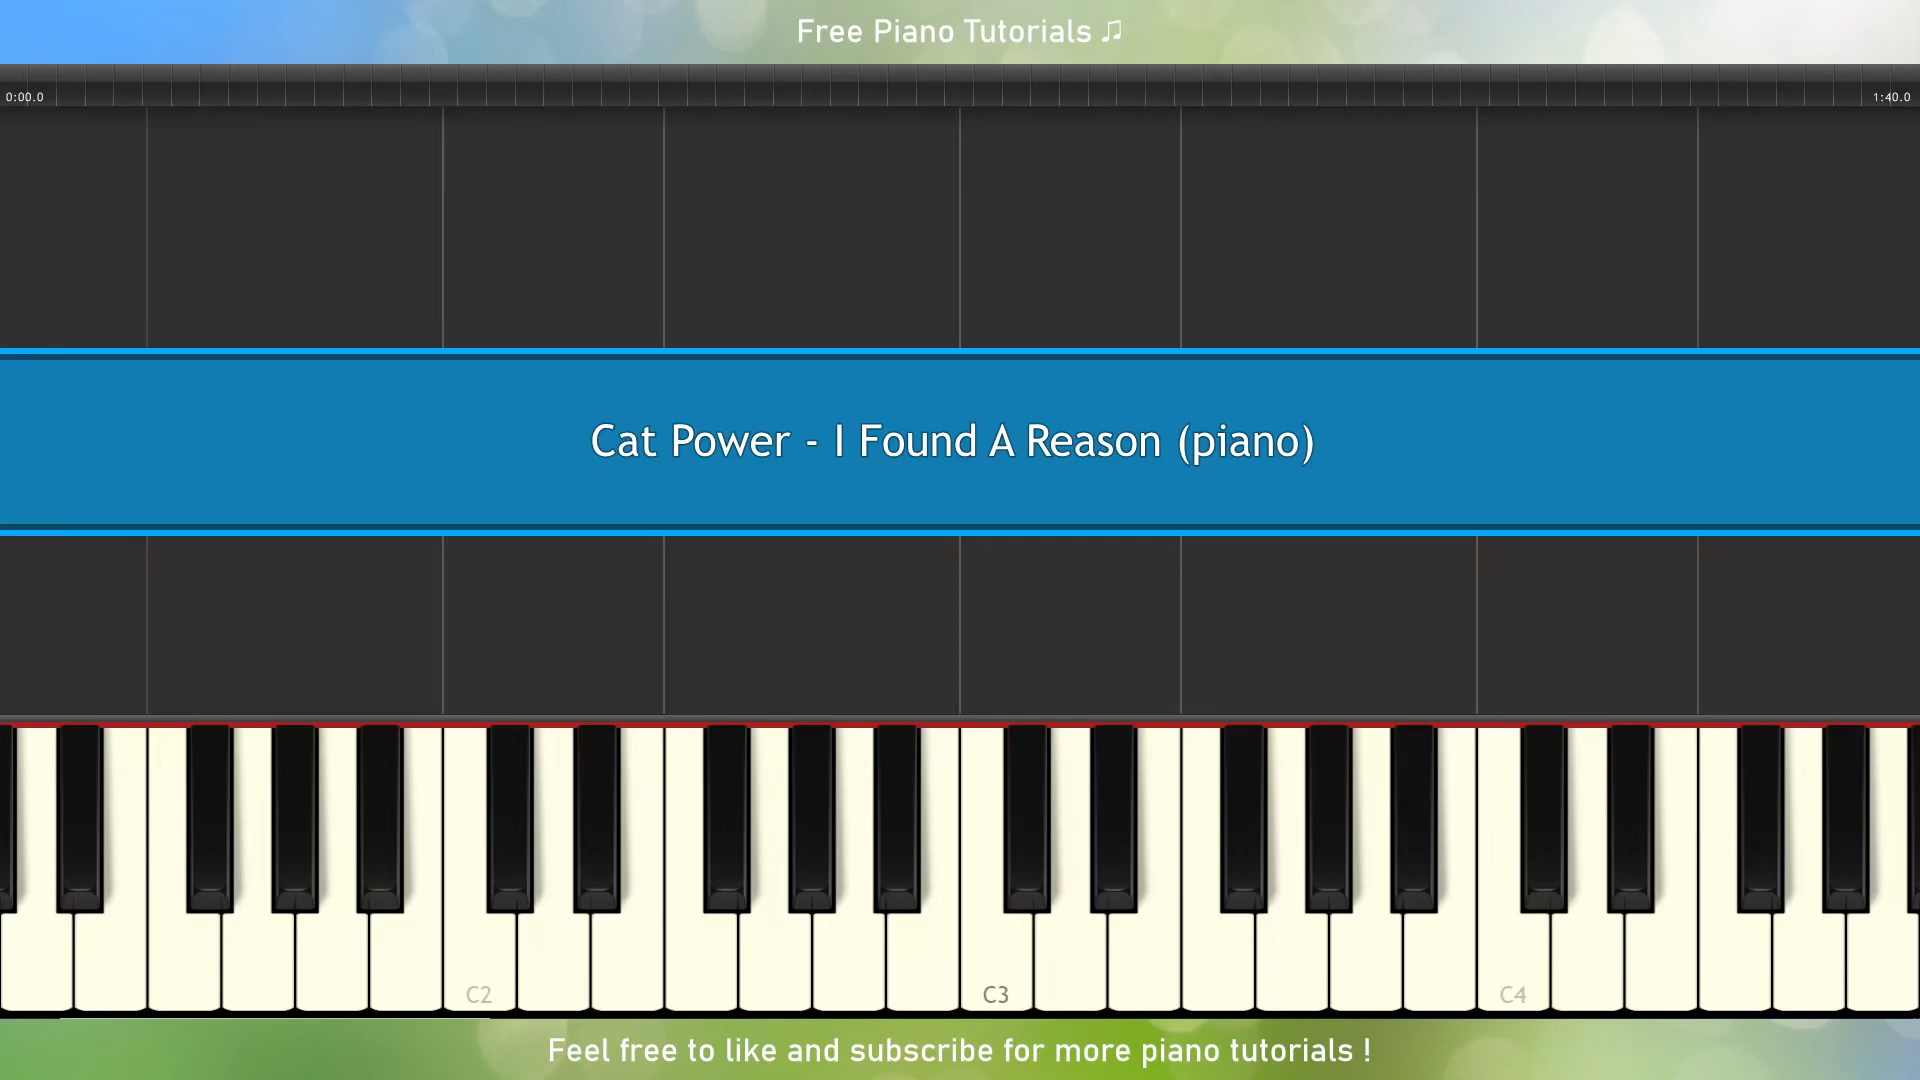 Free Piano Tutorials ♫
0:00.0
1:40.0
Cat Power - I Found A Reason (piano)
C2
C3
C4
Feel free to like and subscribe for more piano tutorials !